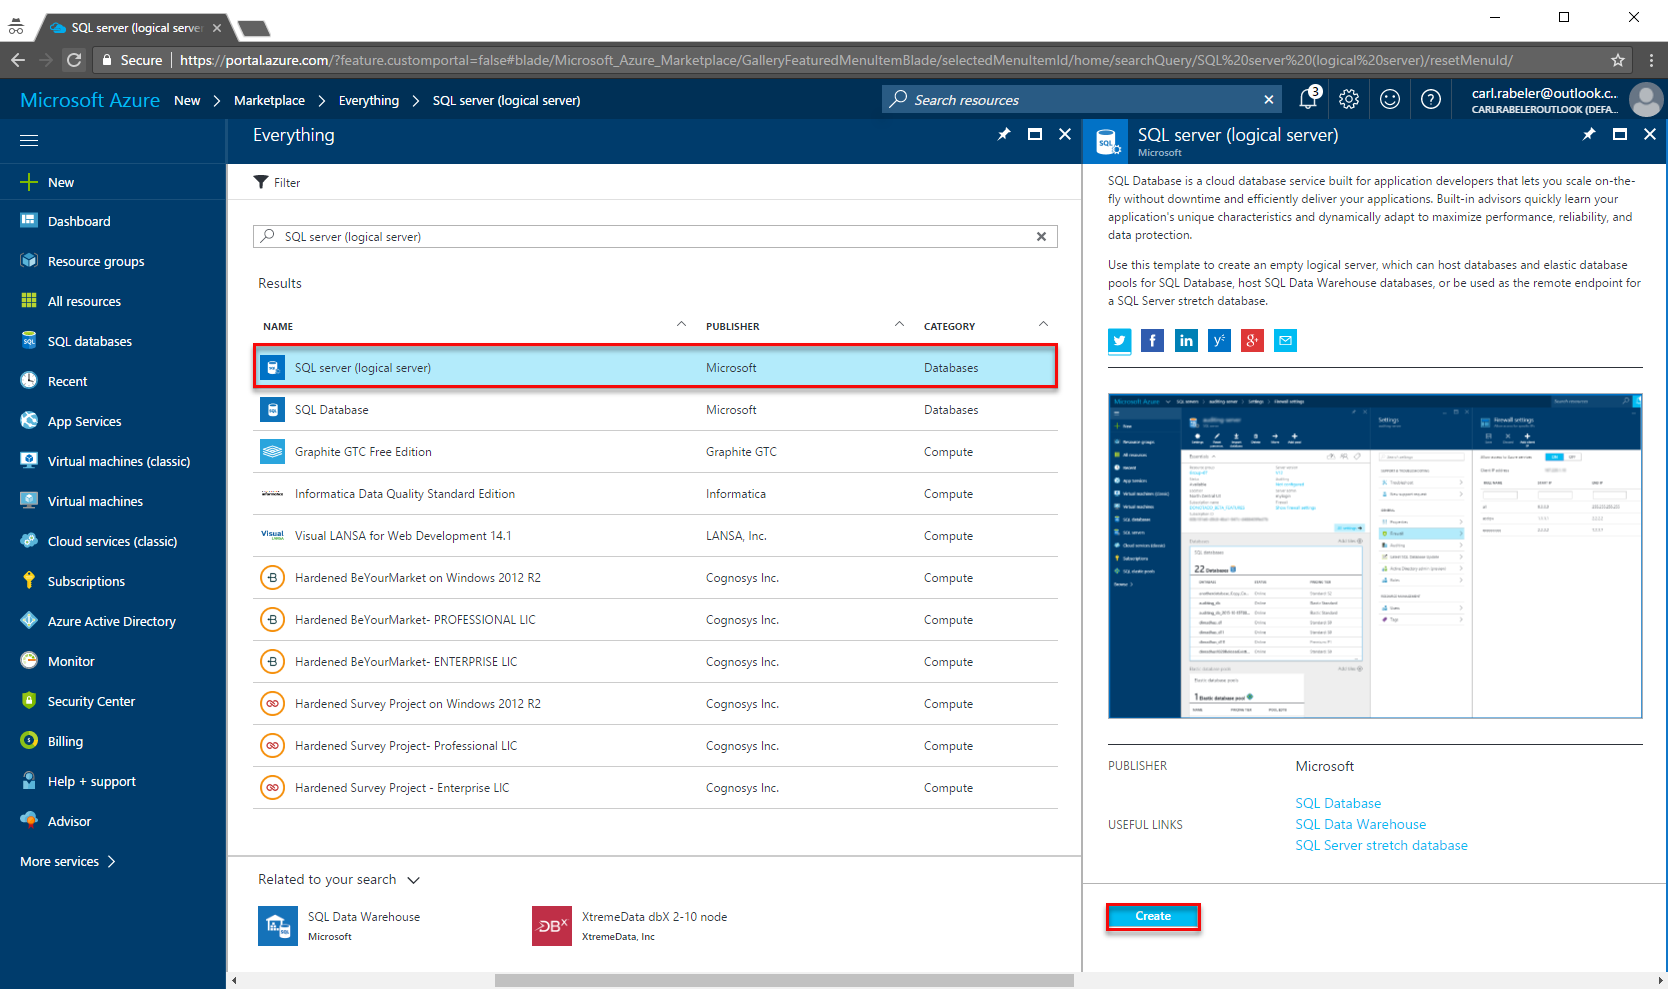 SQL server (logical server
Secure | https://portal.azure.com/?feature.customportal=false#blade/Microsoft_Azure_Marketplace/GalleryFeaturedMenuItemBlade/selectedMenuItemId/home/searchQuery/SQL%20server%20(logical%20server)/resetMenuId/
Microsoft Azure New > Marketplace > Everything > SQL server (logical server)
Search resources
3
carl.rabeler@outlook.c...
CARLRABELEROUTLOOK (DEFA...
New
Dashboard
Resource groups
All resources
SQL databases
Recent
App Services
Virtual machines (classic)
Virtual machines
Cloud services (classic)
Subscriptions
Azure Active Directory
Monitor
Security Center
Billing
Help + support
Advisor
More services >
Everything
Filter
SQL server (logical server)
Results
NAME PUBLISHER CATEGORY
SQL server (logical server) Microsoft Databases
SQL Database Microsoft Databases
Graphite GTC Free Edition Graphite GTC Compute
Informatica Data Quality Standard Edition Informatica Compute
Visual LANSA for Web Development 14.1 LANSA, Inc. Compute
Hardened BeYourMarket on Windows 2012 R2 Cognosys Inc. Compute
Hardened BeYourMarket- PROFESSIONAL LIC Cognosys Inc. Compute
Hardened BeYourMarket- ENTERPRISE LIC Cognosys Inc. Compute
Hardened Survey Project on Windows 2012 R2 Cognosys Inc. Compute
Hardened Survey Project- Professional LIC Cognosys Inc. Compute
Hardened Survey Project - Enterprise LIC Cognosys Inc. Compute
Related to your search
SQL Data Warehouse
Microsoft
XtremeData dbX 2-10 node
XtremeData, Inc
SQL server (logical server)
Microsoft
SQL Database is a cloud database service built for application developers that lets you scale on-the-
fly without downtime and efficiently deliver your applications. Built-in advisors quickly learn your
application's unique characteristics and dynamically adapt to maximize performance, reliability, and
data protection.
Use this template to create an empty logical server, which can host databases and elastic database
pools for SQL Database, host SQL Data Warehouse databases, or be used as the remote endpoint for
a SQL Server stretch database.
Microsoft Azure
Settings
Firewall settings
22 Databases
1 Elastic database pool
PUBLISHER Microsoft
USEFUL LINKS
SQL Database
SQL Data Warehouse
SQL Server stretch database
Create